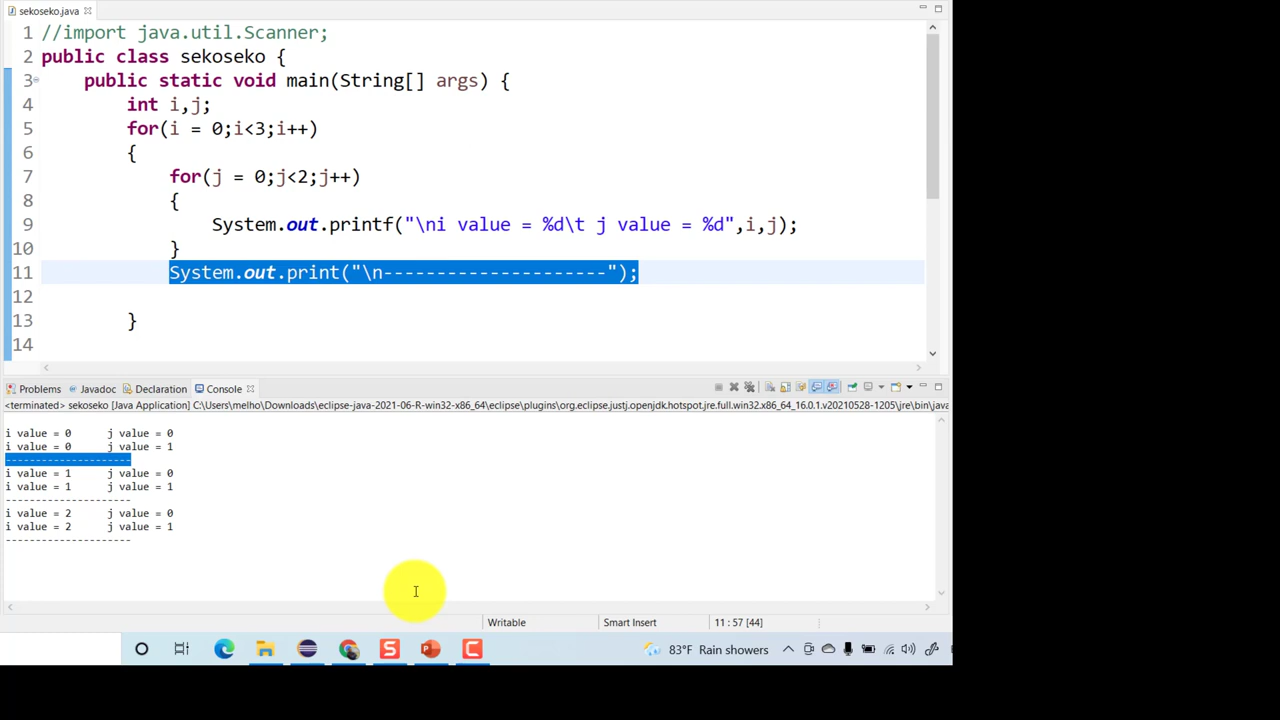 sekoseko.java
1 //import java.util.Scanner;
2 public class sekoseko {
3 public static void main(String[] args) {
4 int i,j;
5 for(i = 0;i<3;i++)
6 {
7 for(j = 0;j<2;j++)
8 {
9 System.out.printf("\ni value = %d\t j value = %d",i,j);
10 }
11 System.out.print("\n---------------------");
12
13 }
14
Problems Javadoc Declaration Console
<terminated> sekoseko [Java Application] C:\Users\melho\Downloads\eclipse-java-2021-06-R-win32-x86_64\eclipse\plugins\org.eclipse.justj.openjdk.hotspot.jre.full.win32.x86_64_16.0.1.v20210528-1205\jre\bin\java
i value = 0 j value = 0
i value = 0 j value = 1
---------------------
i value = 1 j value = 0
i value = 1 j value = 1
---------------------
i value = 2 j value = 0
i value = 2 j value = 1
---------------------
Writable Smart Insert 11 : 57 [44]
83°F Rain showers